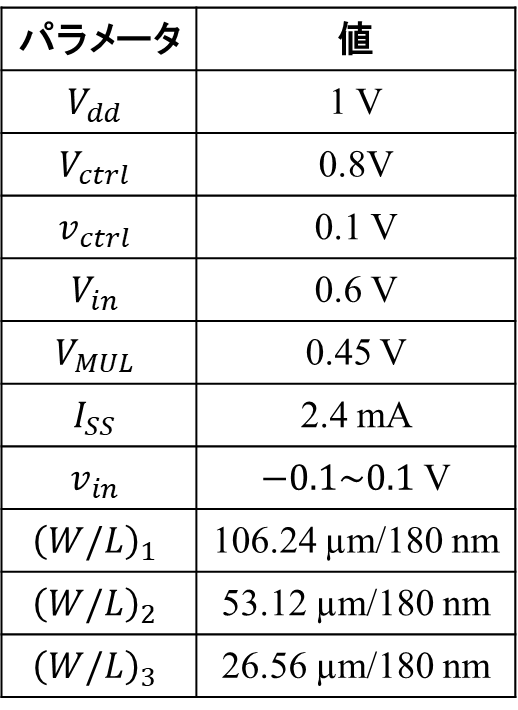 パラメータ 値
V_dd 1 V
V_ctrl 0.8V
v_ctrl 0.1 V
V_in 0.6 V
V_MUL 0.45 V
I_SS 2.4 mA
v_in −0.1~0.1 V
(W/L)_1 106.24 μm/180 nm
(W/L)_2 53.12 μm/180 nm
(W/L)_3 26.56 μm/180 nm